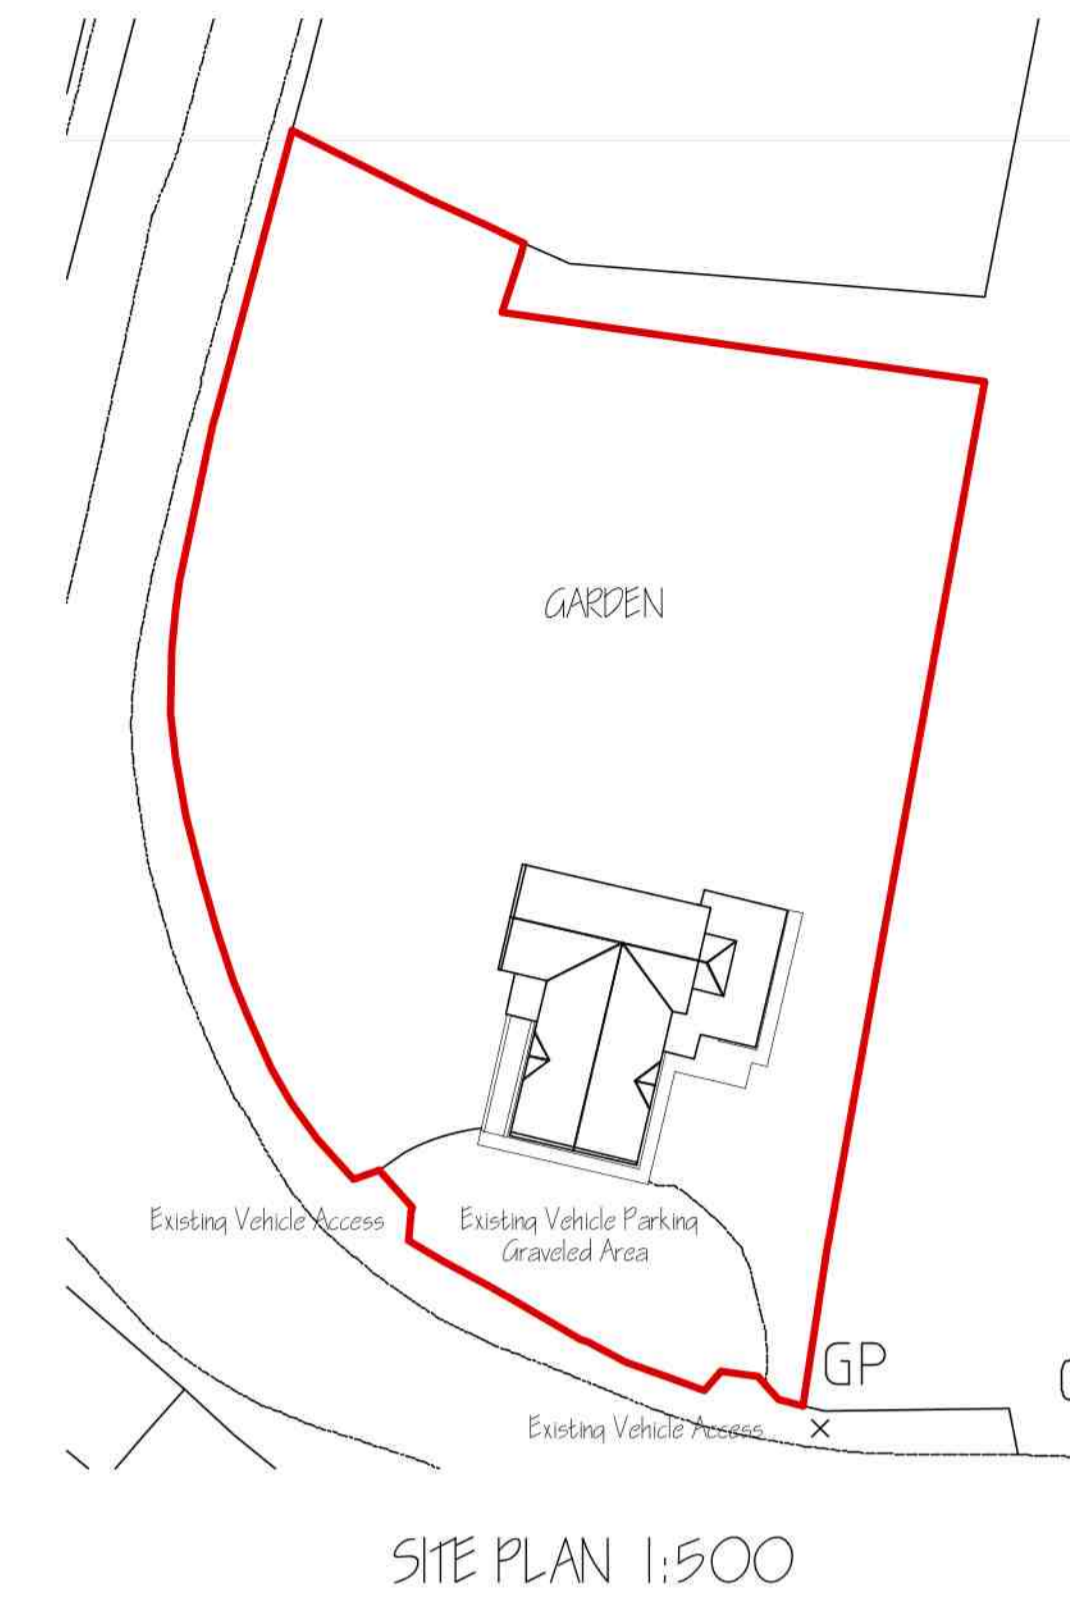 GARDEN
Existing Vehicle Access
Existing Vehicle Parking
Graveled Area
GP
Existing Vehicle Access
SITE PLAN 1:500